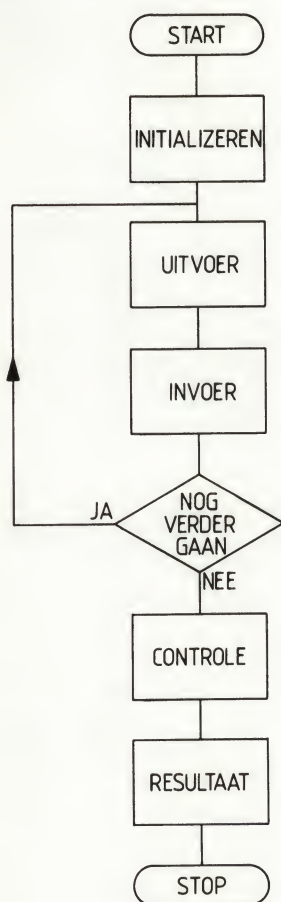 START
INITIALIZEREN
UITVOER
INVOER
JA
NOG
VERDER
GAAN
NEE
CONTROLE
RESULTAAT
STOP